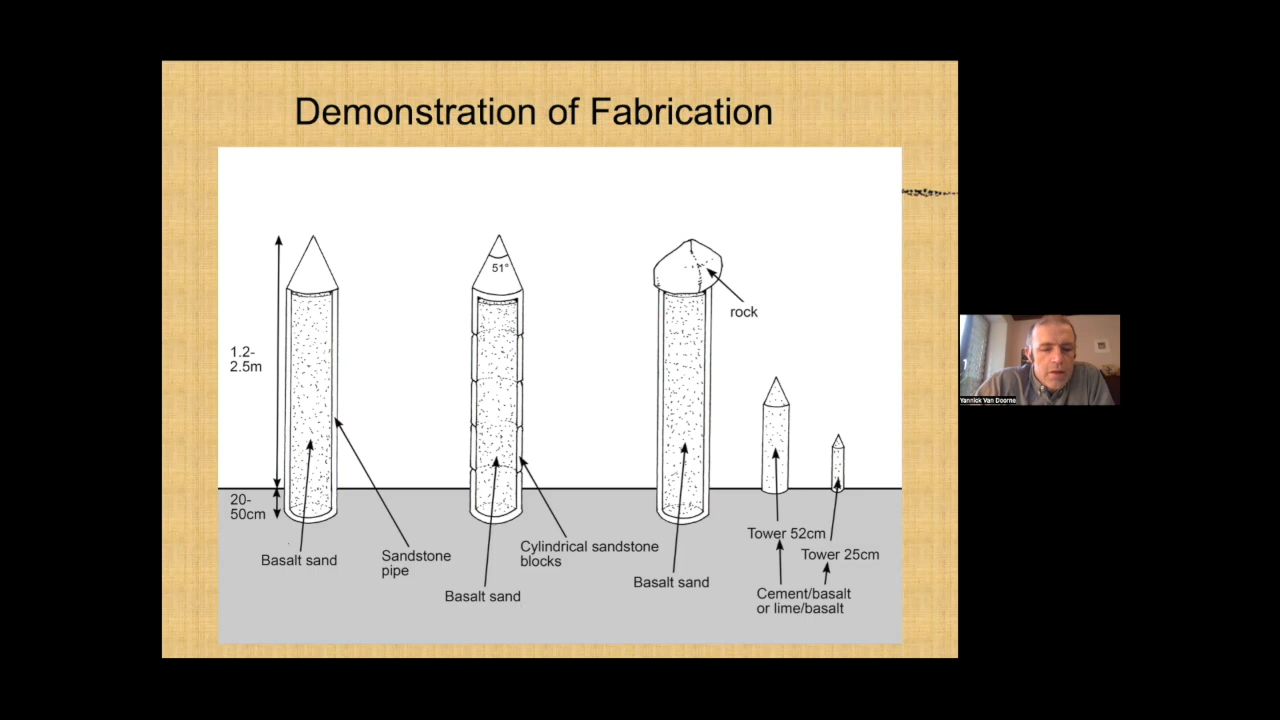 Demonstration of Fabrication
51°
rock
1.2-
2.5m
20-
50cm
Basalt sand
Sandstone
pipe
Basalt sand
Cylindrical sandstone
blocks
Basalt sand
Tower 52cm
Tower 25cm
Cement/basalt
or lime/basalt
Yannick Van Doorne